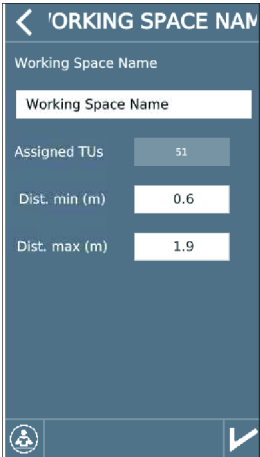 'ORKING SPACE NAM
Working Space Name
Working Space Name
Assigned TUs 51
Dist. min (m) 0.6
Dist. max (m) 1.9